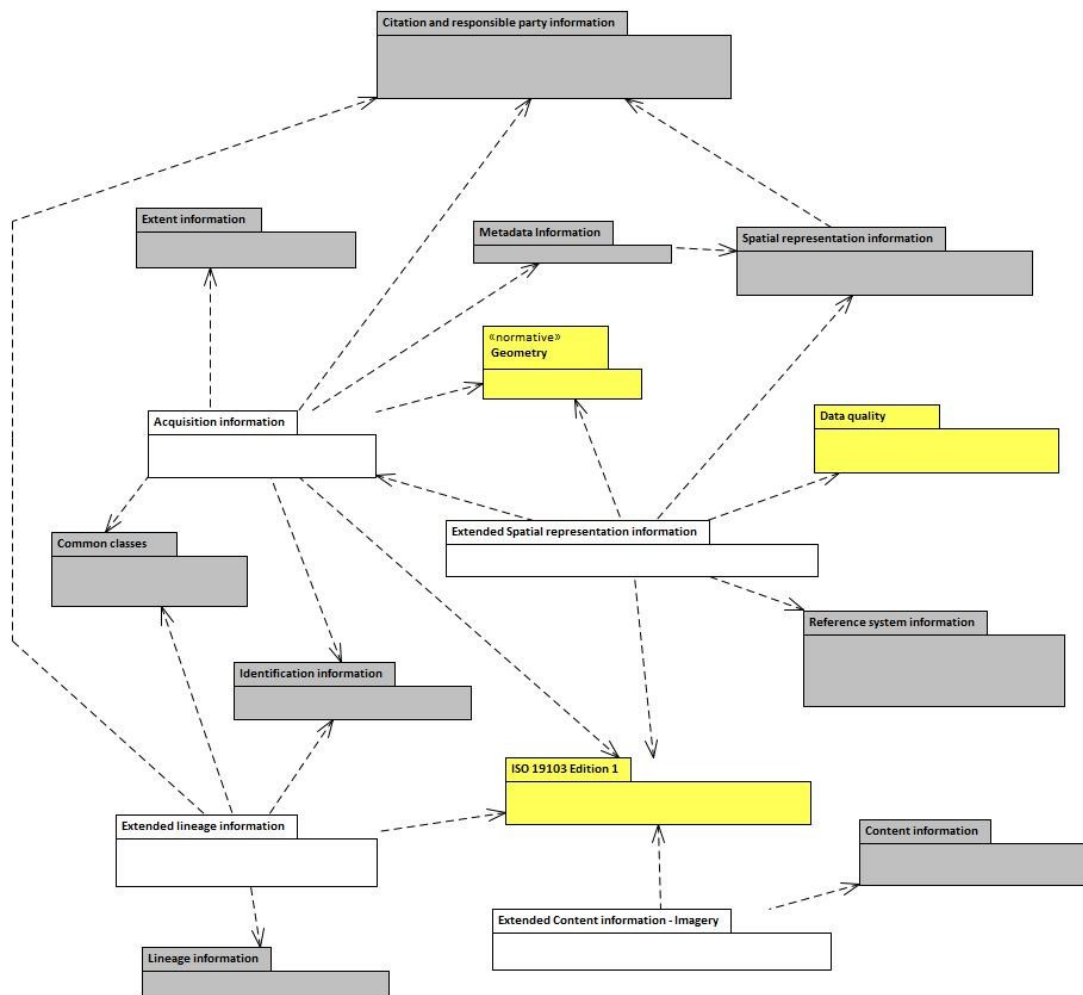 Citation and responsible party information
Extent information
Metadata Information
Spatial representation information
«normative»
Geometry
Acquisition information
Data quality
Extended Spatial representation information
Common classes
Reference system information
Identification information
ISO 19103 Edition 1
Extended lineage information
Content information
Extended Content information - Imagery
Lineage information